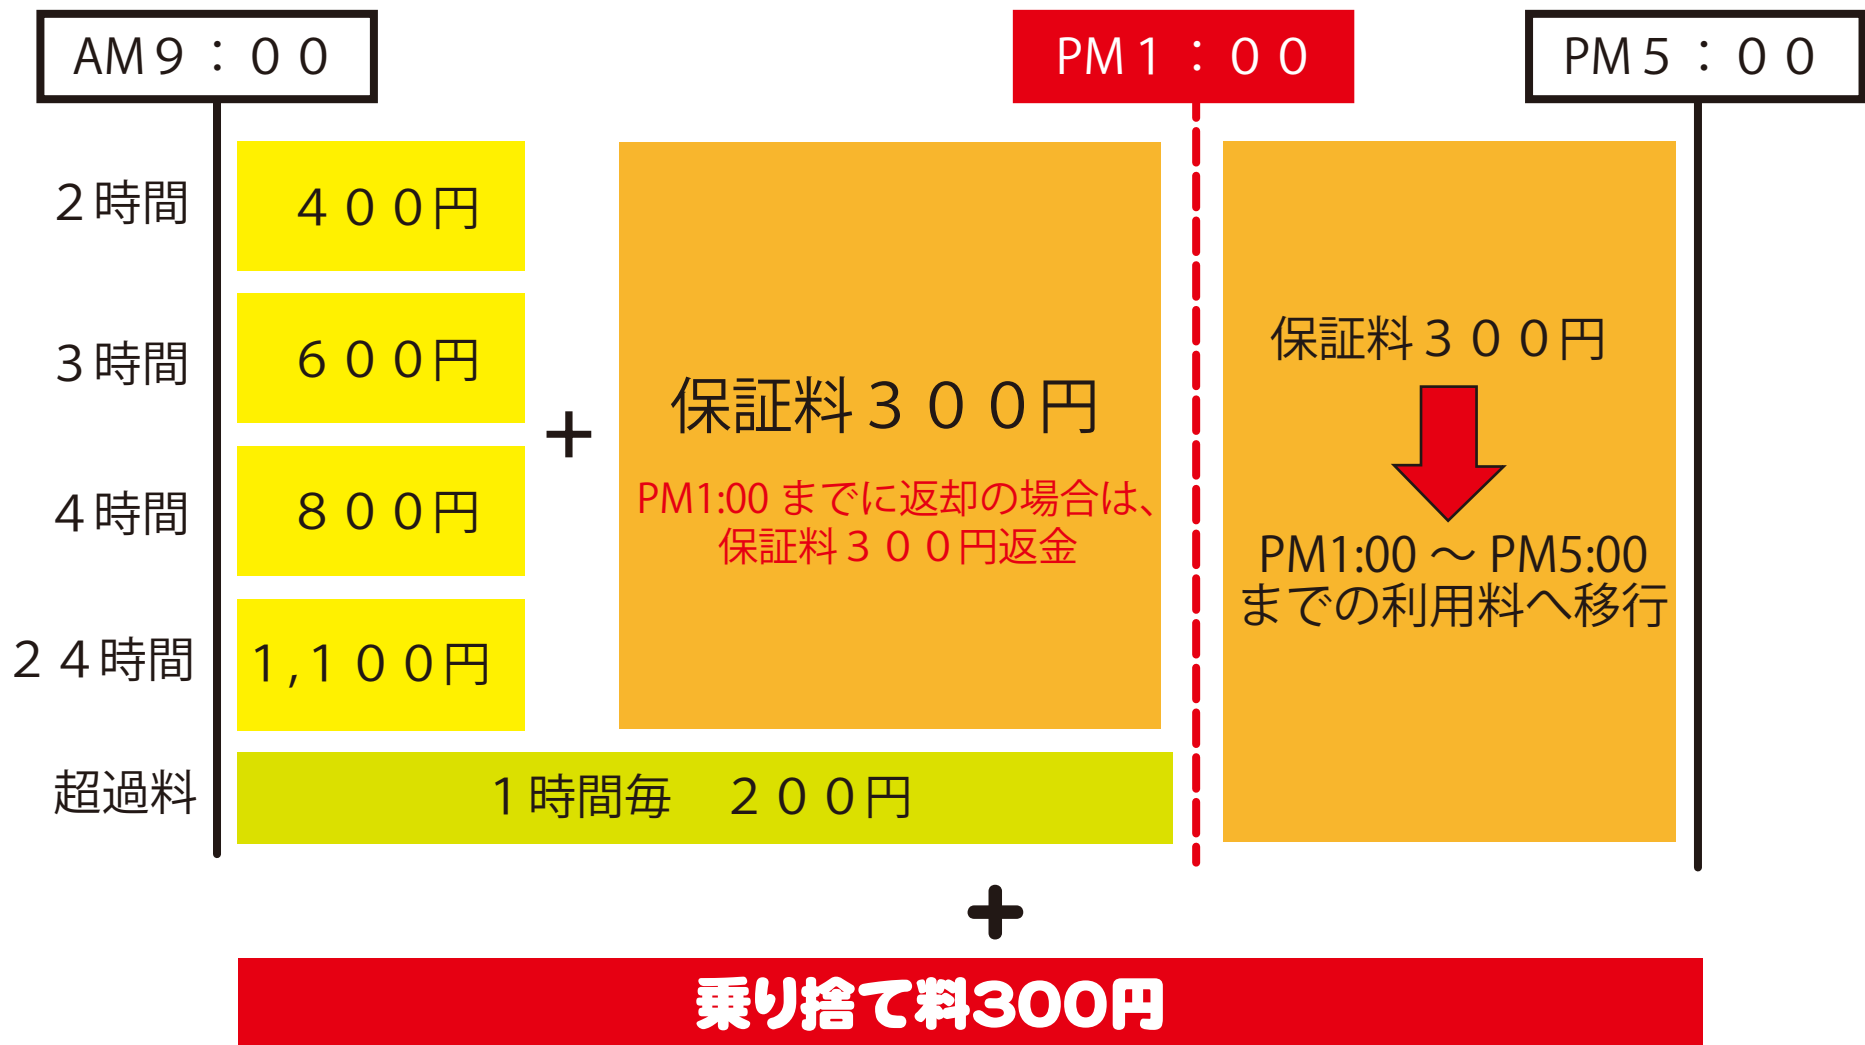 AM9：００
PM1：００
PM5：００
２時間
４００円
３時間
６００円
４時間
８００円
２４時間
１,１００円
＋
保証料３００円
PM1:00 までに返却の場合は、
保証料３００円返金
保証料３００円
PM1:00 ～ PM5:00
までの利用料へ移行
超過料
１時間毎　２００円
＋
乗り捨て料300円